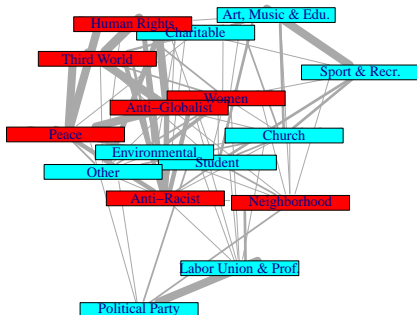 Art, Music & Edu.
Human Rights
Charitable
Third World
Sport & Recr.
Women
Anti-Globalist
Peace
Church
Environmental
Student
Other
Anti-Racist
Neighborhood
Labor Union & Prof.
Political Party